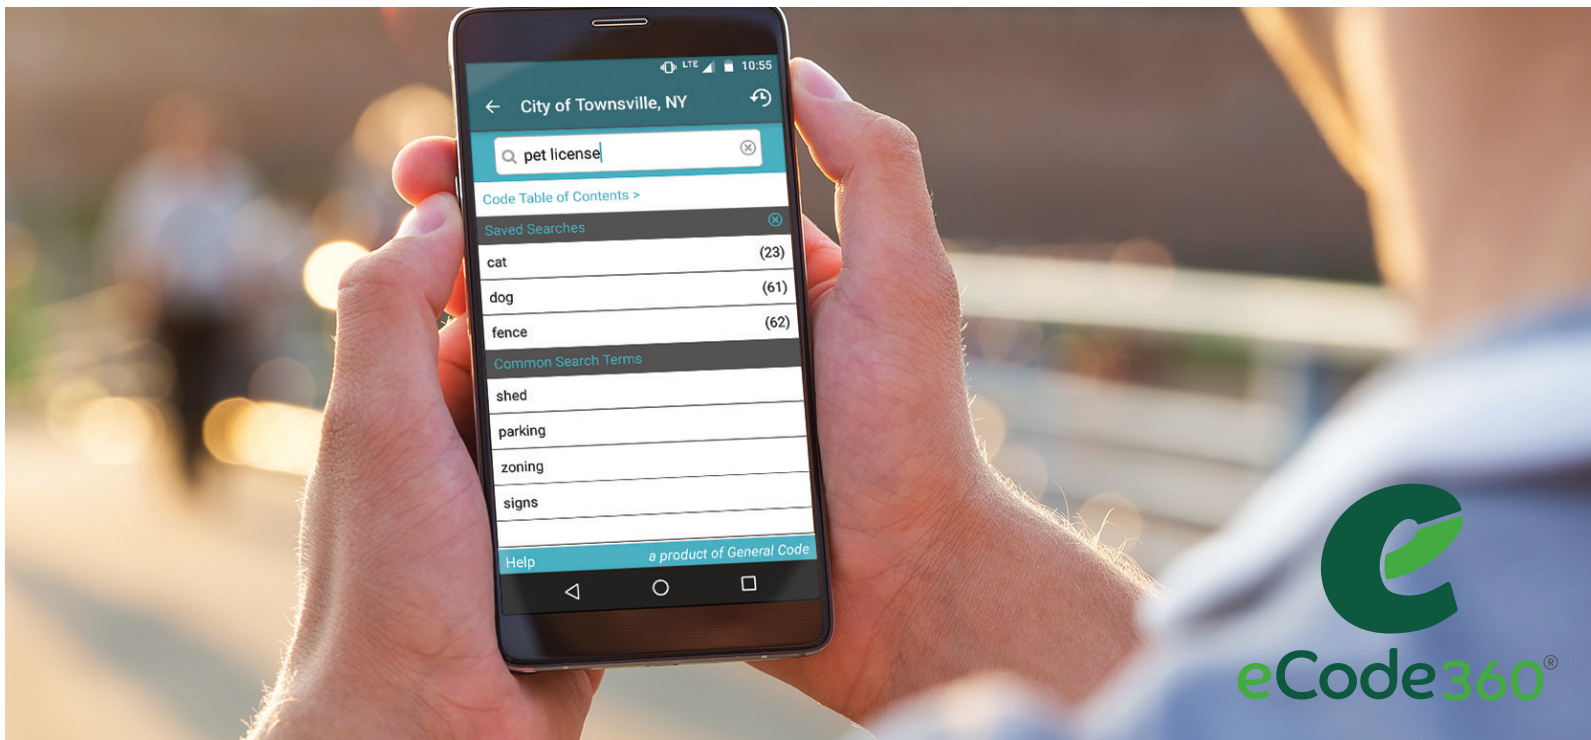 LTE 10:55
City of Townsville, NY
pet license
Code Table of Contents >
Saved Searches
cat (23)
dog (61)
fence (62)
Common Search Terms
shed
parking
zoning
signs
Help a product of General Code
eCode360®